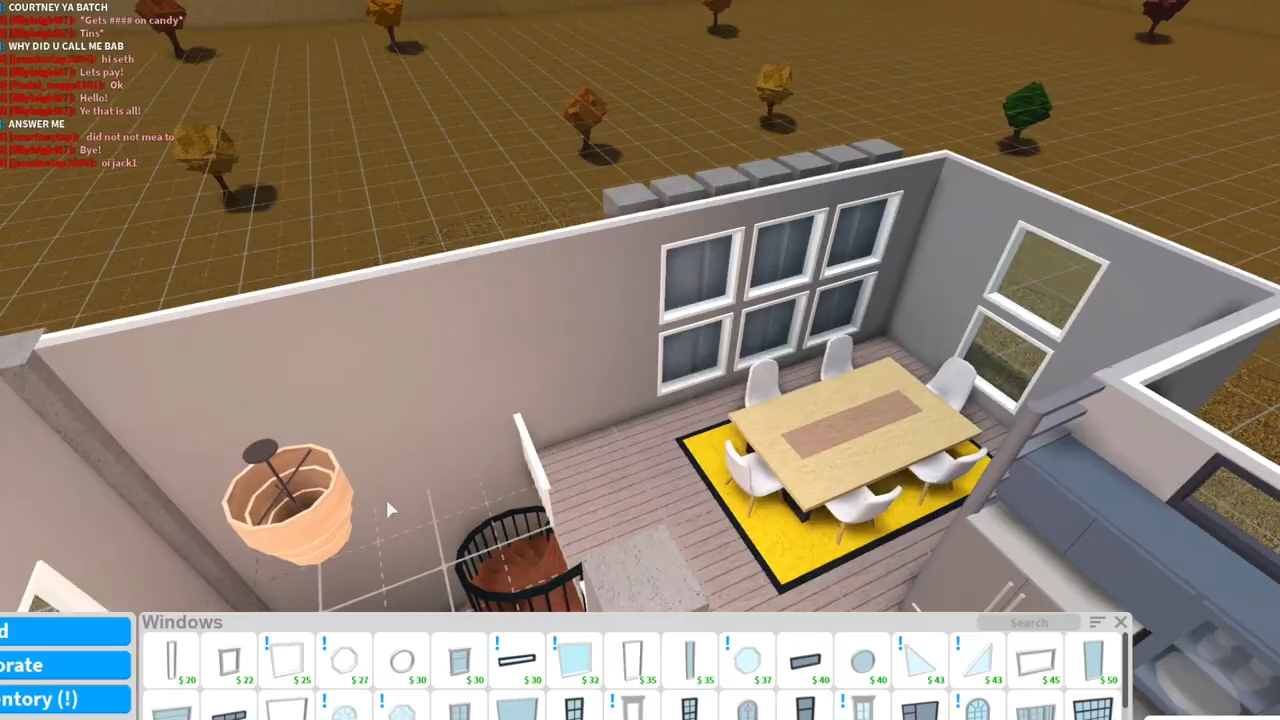 COURTNEY YA BATCH
*Gets #### on candy*
Tins*
WHY DID U CALL ME BAB
hi seth
Lets pay!
Ok
Hello!
Ye that is all!
ANSWER ME
did not not mea to
Bye!
oi jack1
d
orate
entory (!)
Windows
Search
! ! ! ! ! ! !
$ 20 $ 22 $ 25 $ 27 $ 30 $ 30 $ 30 $ 32 $ 35 $ 35 $ 37 $ 40 $ 40 $ 43 $ 43 $ 45 $ 50
! ! ! ! !